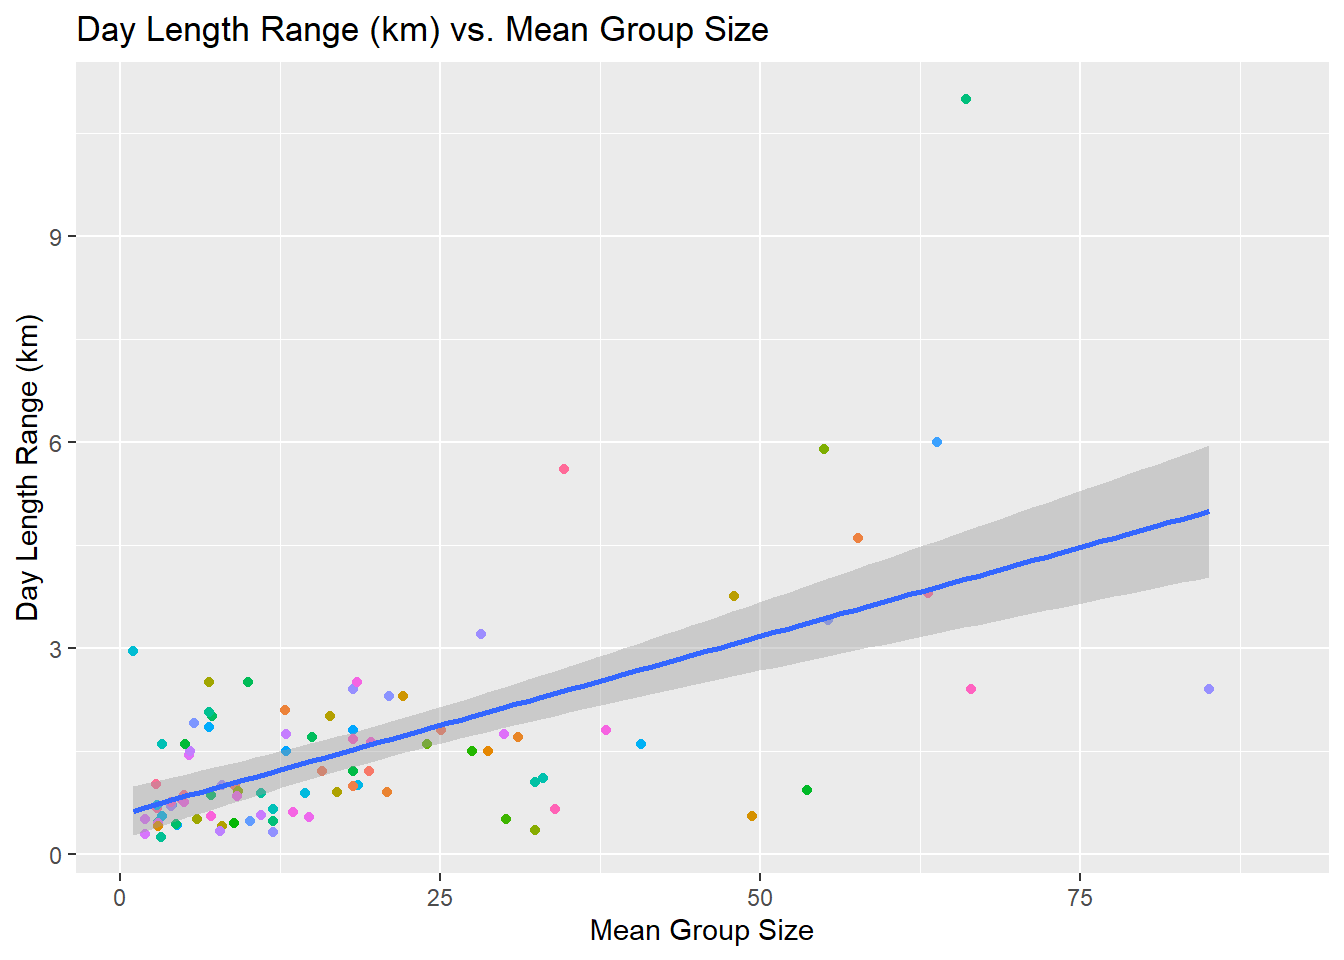 Day Length Range (km) vs. Mean Group Size
Day Length Range (km)
9
6
3
0
0 25 50 75
Mean Group Size